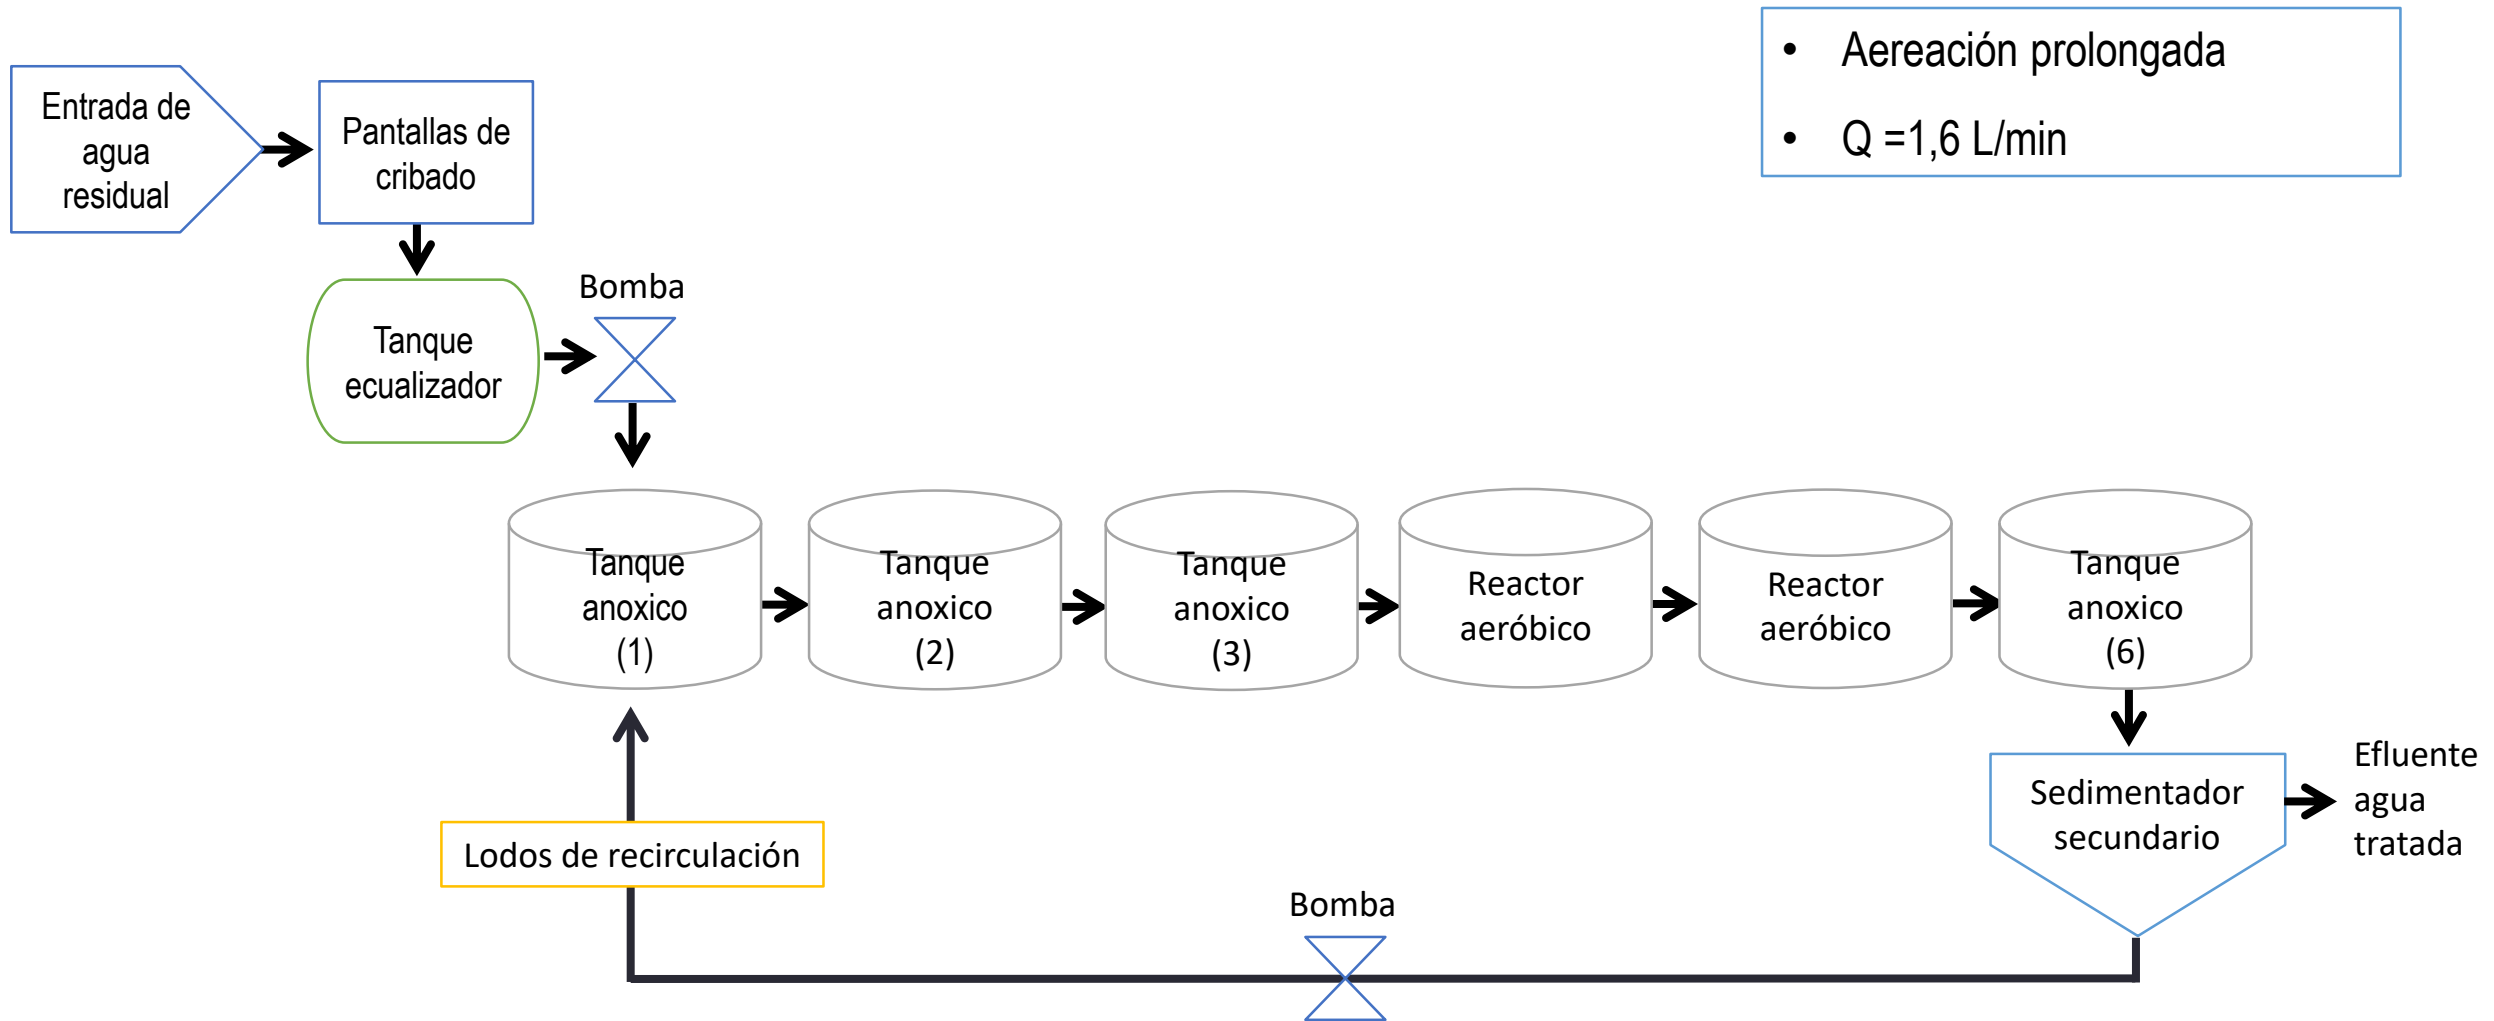 • Aereación prolongada
• Q =1,6 L/min
Entrada de
agua
residual
Pantallas de
cribado
Tanque
ecualizador
Bomba
Tanque
anoxico
(1)
Tanque
anoxico
(2)
Tanque
anoxico
(3)
Reactor
aeróbico
Reactor
aeróbico
Tanque
anoxico
(6)
Sedimentador
secundario
Efluente
agua
tratada
Lodos de recirculación
Bomba